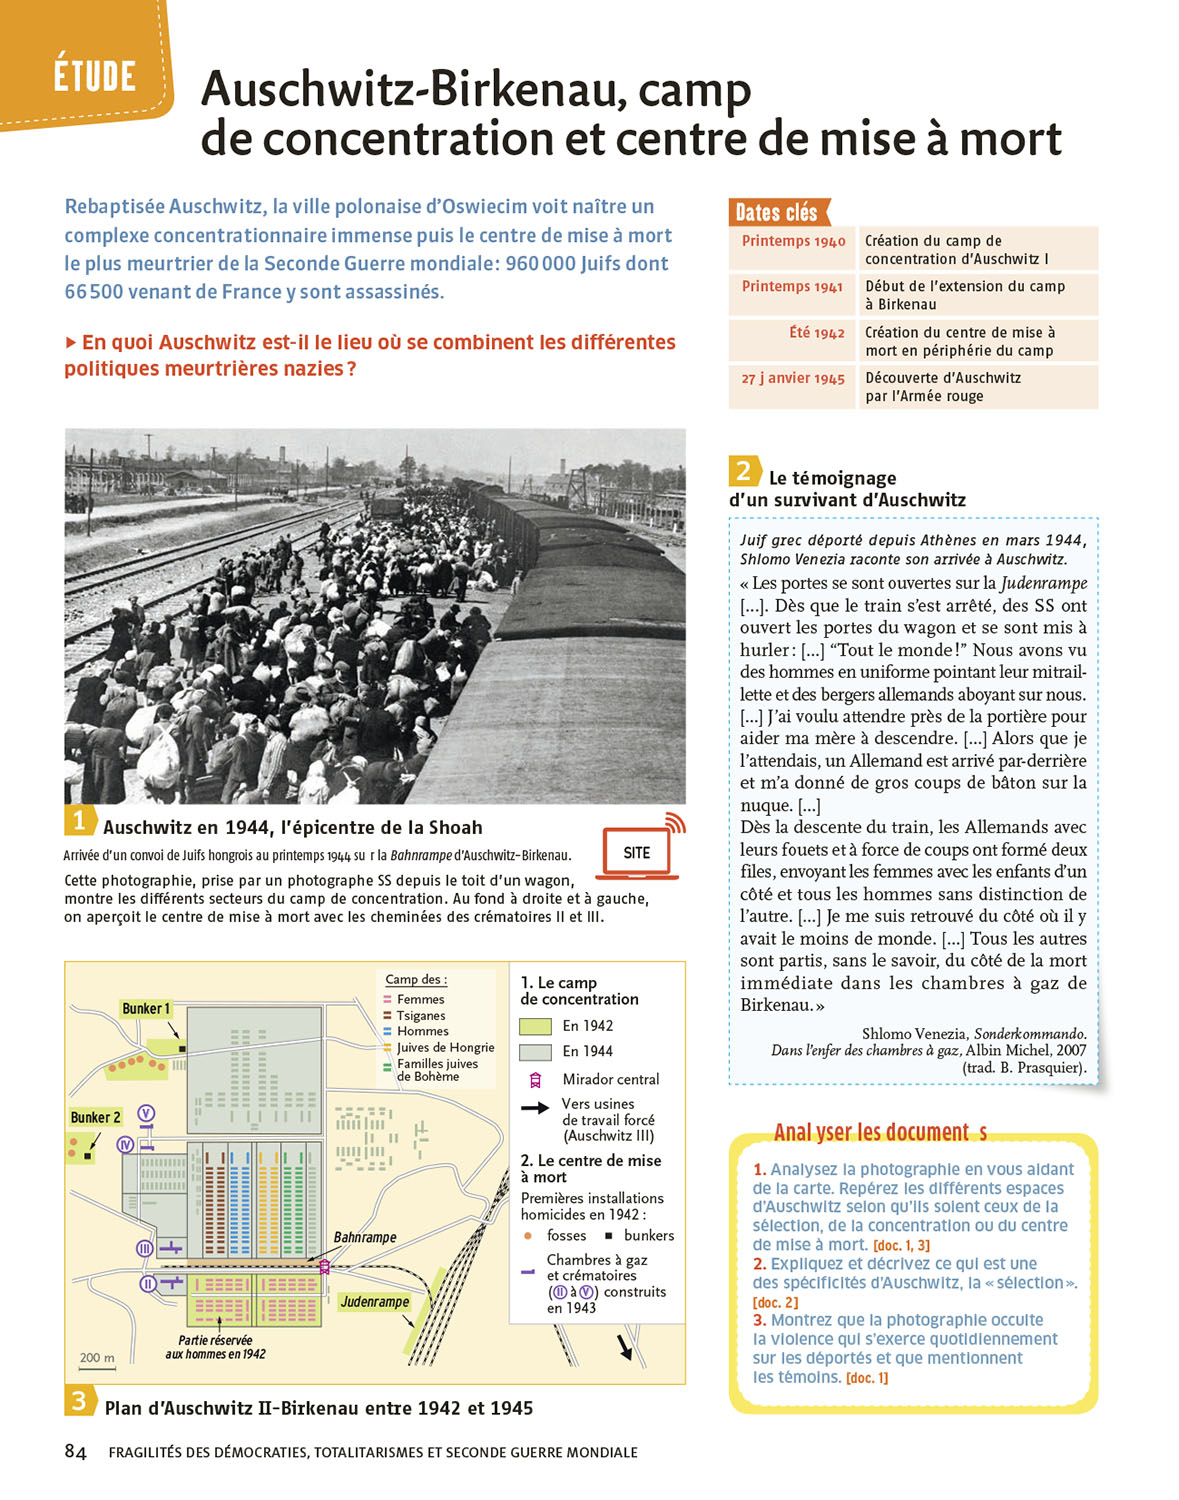 ÉTUDE
Auschwitz-Birkenau, camp
de concentration et centre de mise à mort
Rebaptisée Auschwitz, la ville polonaise d'Oswiecim voit naître un
complexe concentrationnaire immense puis le centre de mise à mort
le plus meurtrier de la Seconde Guerre mondiale: 960 000 Juifs dont
66 500 venant de France y sont assassinés.
▶ En quoi Auschwitz est-il le lieu où se combinent les différentes
politiques meurtrières nazies ?
Dates clés
Printemps 1940 Création du camp de
concentration d'Auschwitz I
Printemps 1941 Début de l'extension du camp
à Birkenau
Été 1942 Création du centre de mise à
mort en périphérie du camp
27 j anvier 1945 Découverte d'Auschwitz
par l'Armée rouge
1 Auschwitz en 1944, l'épicentre de la Shoah
SITE
Arrivée d'un convoi de Juifs hongrois au printemps 1944 su r la Bahnrampe d'Auschwitz-Birkenau.
Cette photographie, prise par un photographe SS depuis le toit d'un wagon,
montre les différents secteurs du camp de concentration. Au fond à droite et à gauche,
on aperçoit le centre de mise à mort avec les cheminées des crématoires II et III.
2 Le témoignage
d'un survivant d'Auschwitz
Juif grec déporté depuis Athènes en mars 1944,
Shlomo Venezia raconte son arrivée à Auschwitz.
« Les portes se sont ouvertes sur la Judenrampe
[...]. Dès que le train s'est arrêté, des SS ont
ouvert les portes du wagon et se sont mis à
hurler : [...] “Tout le monde !” Nous avons vu
des hommes en uniforme pointant leur mitrail-
lette et des bergers allemands aboyant sur nous.
[...] J'ai voulu attendre près de la portière pour
aider ma mère à descendre. [...] Alors que je
l'attendais, un Allemand est arrivé par-derrière
et m'a donné de gros coups de bâton sur la
nuque. [...]
Dès la descente du train, les Allemands avec
leurs fouets et à force de coups ont formé deux
files, envoyant les femmes avec les enfants d'un
côté et tous les hommes sans distinction de
l'autre. [...] Je me suis retrouvé du côté où il y
avait le moins de monde. [...] Tous les autres
sont partis, sans le savoir, du côté de la mort
immédiate dans les chambres à gaz de
Birkenau. »
Shlomo Venezia, Sonderkommando.
Dans l'enfer des chambres à gaz, Albin Michel, 2007
(trad. B. Prasquier).
Bunker 1
Bunker 2
V
IV
III
II
Camp des :
Femmes
Tsiganes
Hommes
Juives de Hongrie
Familles juives
de Bohème
Bahnrampe
Judenrampe
Partie réservée
aux hommes en 1942
200 m
1. Le camp
de concentration
En 1942
En 1944
Mirador central
Vers usines
de travail forcé
(Auschwitz III)
2. Le centre de mise
à mort
Premières installations
homicides en 1942 :
fosses bunkers
Chambres à gaz
et crématoires
(II à V) construits
en 1943
3 Plan d'Auschwitz II-Birkenau entre 1942 et 1945
Anal yser les document s
1. Analysez la photographie en vous aidant
de la carte. Repérez les différents espaces
d'Auschwitz selon qu'ils soient ceux de la
sélection, de la concentration ou du centre
de mise à mort. [doc. 1, 3]
2. Expliquez et décrivez ce qui est une
des spécificités d'Auschwitz, la « sélection ».
[doc. 2]
3. Montrez que la photographie occulte
la violence qui s'exerce quotidiennement
sur les déportés et que mentionnent
les témoins. [doc. 1]
84 FRAGILITÉS DES DÉMOCRATIES, TOTALITARISMES ET SECONDE GUERRE MONDIALE